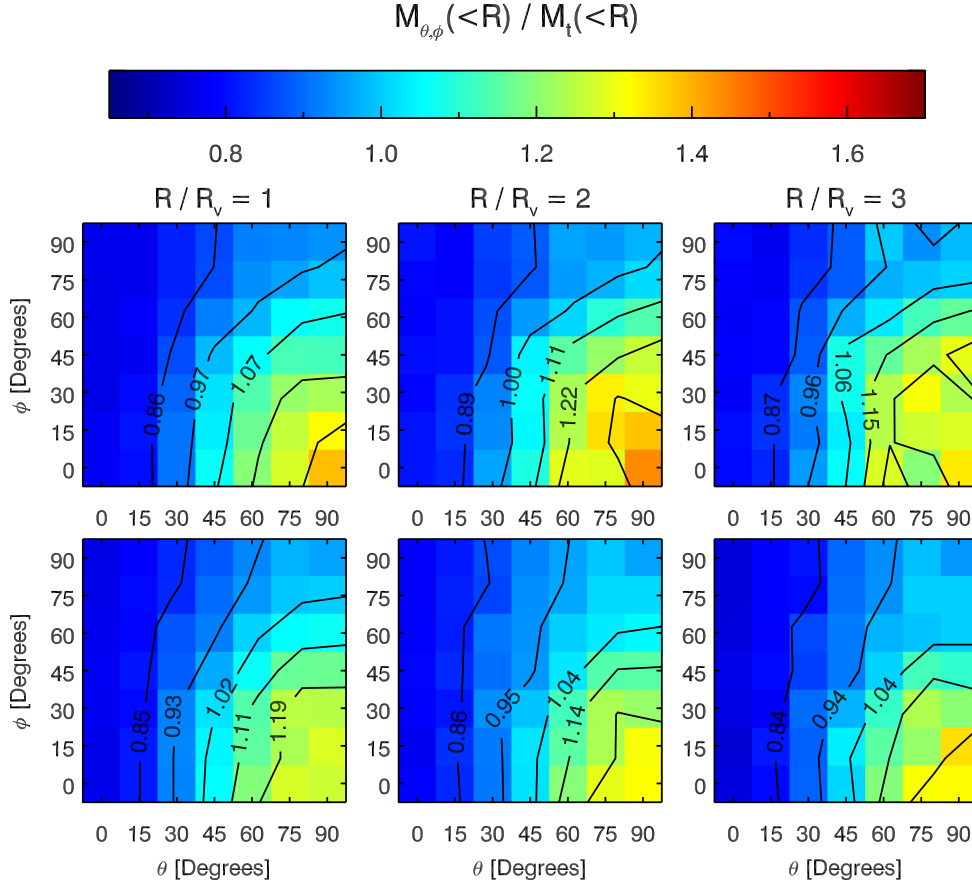 M_θ,ϕ(<R) / M_t(<R)
0.8 1.0 1.2 1.4 1.6
R / R_v = 1 R / R_v = 2 R / R_v = 3
ϕ [Degrees]
90
75
60
45
30
15
0
0.86 0.97 1.07
0.89 1.00 1.11 1.22
0.87 0.96 1.06 1.15
0 15 30 45 60 75 90 0 15 30 45 60 75 90 0 15 30 45 60 75 90
ϕ [Degrees]
90
75
60
45
30
15
0
0.85 0.93 1.02 1.11 1.19
0.86 0.95 1.04 1.14
0.84 0.94 1.04
0 15 30 45 60 75 90 0 15 30 45 60 75 90 0 15 30 45 60 75 90
θ [Degrees] θ [Degrees] θ [Degrees]